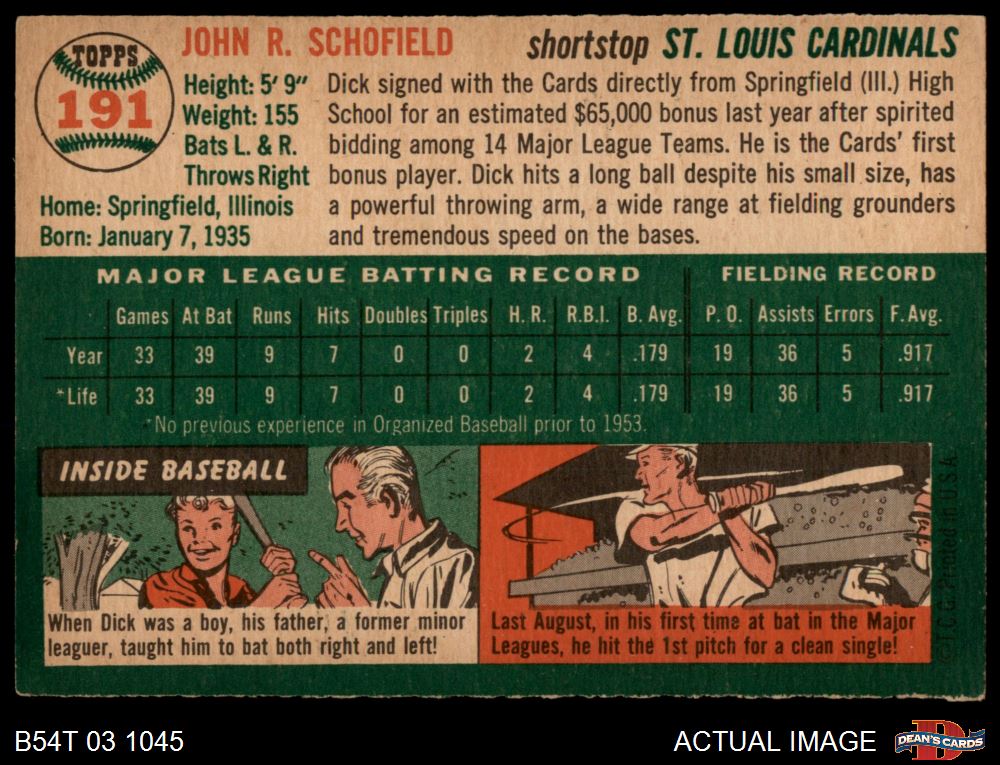 TOPPS
191
JOHN R. SCHOFIELD
shortstop ST. LOUIS CARDINALS
Height: 5' 9"
Weight: 155
Bats L. & R.
Throws Right
Home: Springfield, Illinois
Born: January 7, 1935
Dick signed with the Cards directly from Springfield (Ill.) High
School for an estimated $65,000 bonus last year after spirited
bidding among 14 Major League Teams. He is the Cards' first
bonus player. Dick hits a long ball despite his small size, has
a powerful throwing arm, a wide range at fielding grounders
and tremendous speed on the bases.
MAJOR LEAGUE BATTING RECORD FIELDING RECORD
Games At Bat Runs Hits Doubles Triples H. R. R.B.I. B. Avg. P. O. Assists Errors F. Avg.
Year 33 39 9 7 0 0 2 4 .179 19 36 5 .917
*Life 33 39 9 7 0 0 2 4 .179 19 36 5 .917
*No previous experience in Organized Baseball prior to 1953.
INSIDE BASEBALL
When Dick was a boy, his father, a former minor
leaguer, taught him to bat both right and left!
Last August, in his first time at bat in the Major
Leagues, he hit the 1st pitch for a clean single!
©T.C.G. Printed in U.S.A.
B54T 03 1045
ACTUAL IMAGE
DEAN'S CARDS